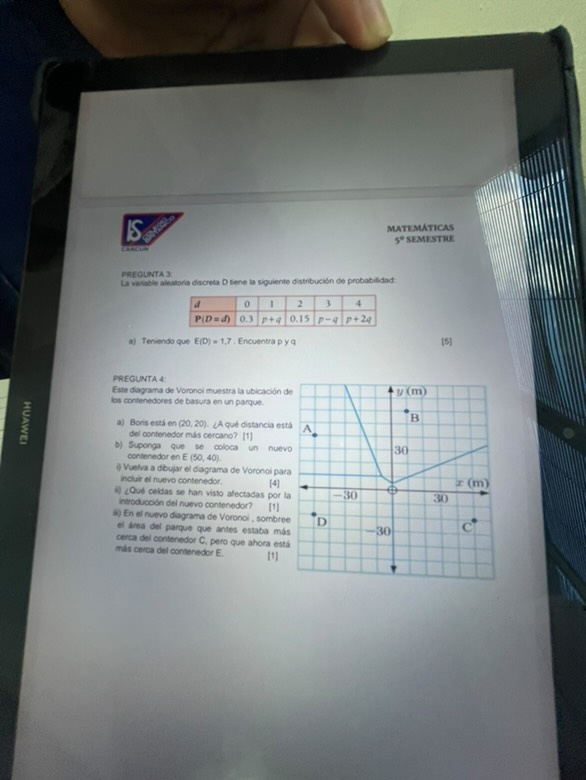 CANCUN
MATEMÁTICAS
5º SEMESTRE
PREGUNTA 3:
La variable aleatoria discreta D tiene la siguiente distribución de probabilidad:
d 0 1 2 3 4
P(D=d) 0.3 p+q 0.15 p−q p+2q
a) Teniendo que E(D) = 1,7 . Encuentra p y q [5]
PREGUNTA 4:
Este diagrama de Voronoi muestra la ubicación de
los contenedores de basura en un parque.
a) Boris está en (20, 20). ¿A qué distancia está
del contenedor más cercano? [1]
b) Suponga que se coloca un nuevo
contenedor en E (50, 40).
i) Vuelva a dibujar el diagrama de Voronoi para
incluir el nuevo contenedor. [4]
ii) ¿Qué celdas se han visto afectadas por la
introducción del nuevo contenedor? [1]
iii) En el nuevo diagrama de Voronoi , sombree
el área del parque que antes estaba más
cerca del contenedor C, pero que ahora está
más cerca del contenedor E. [1]
y (m)
B
A
30
x (m)
−30
30
D
−30
C
HUAWEI